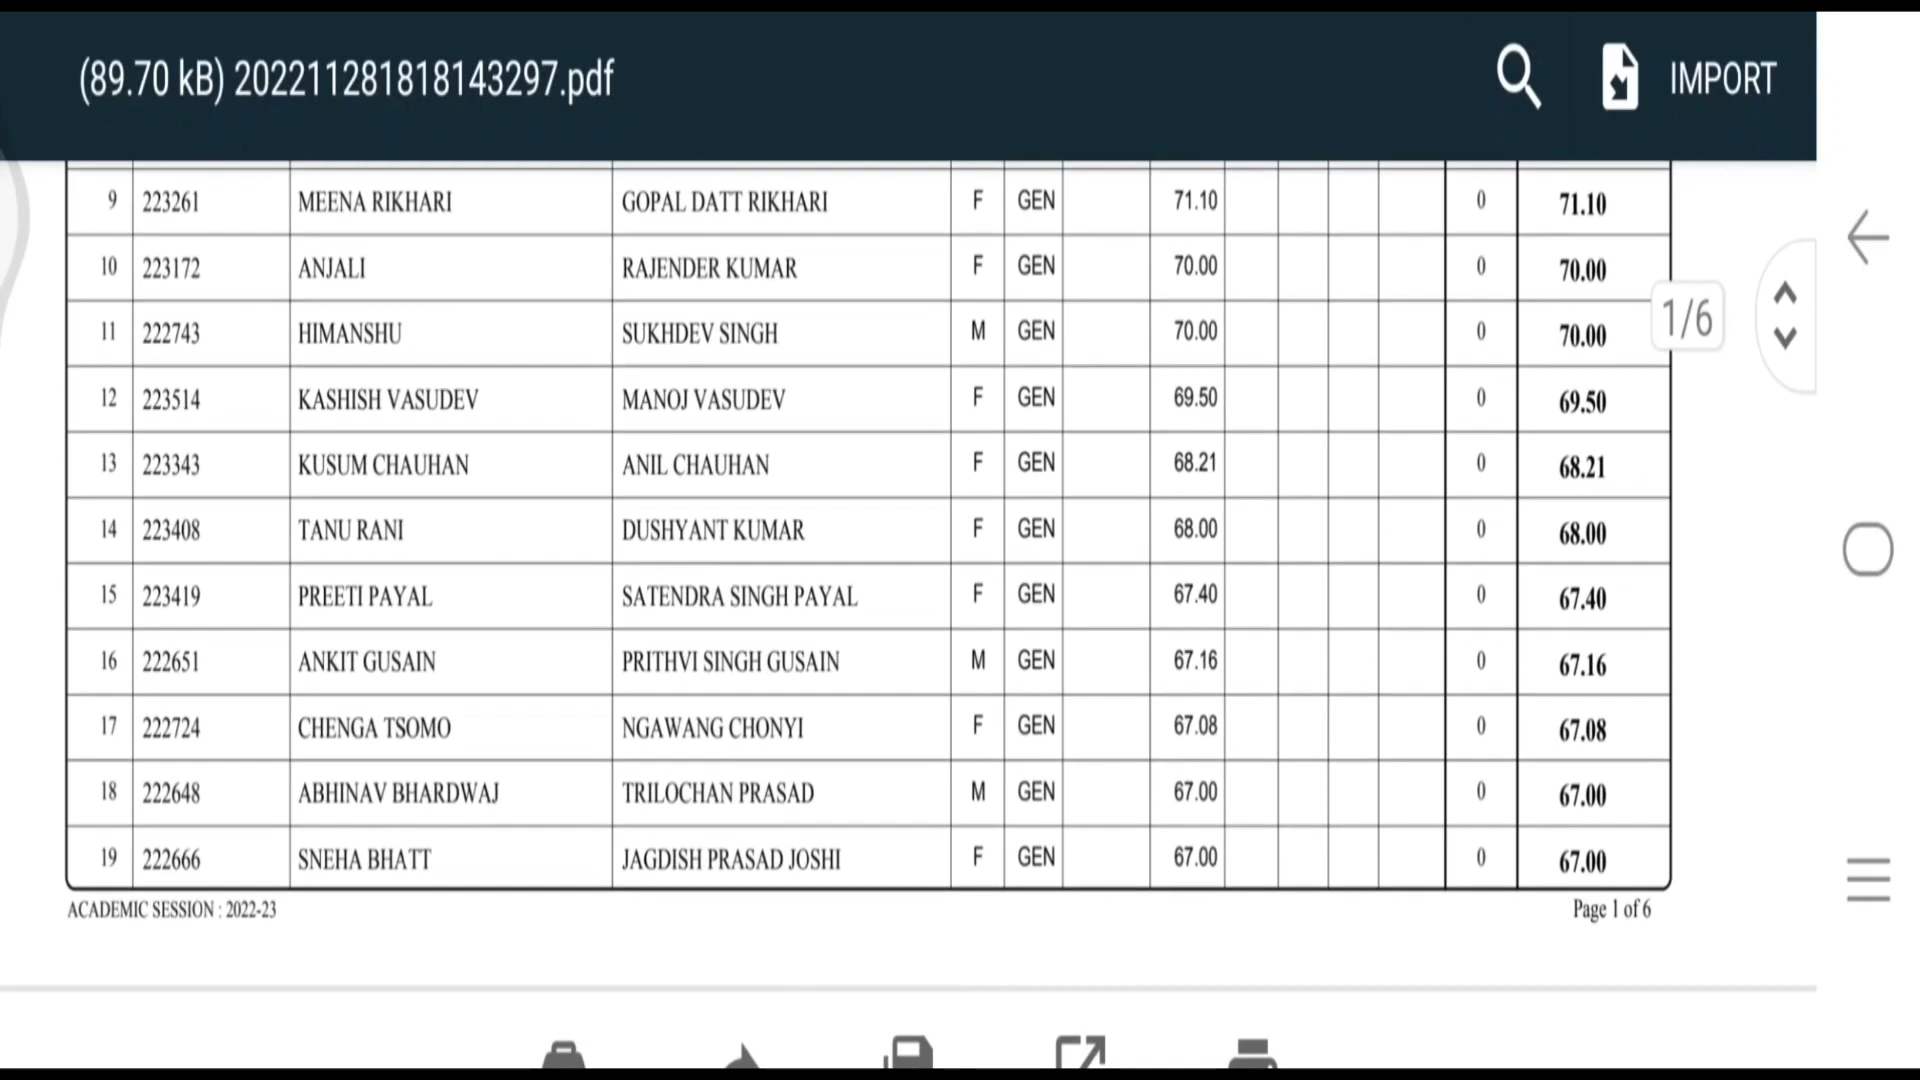 (89.70 kB) 202211281818143297.pdf IMPORT
9 223261 MEENA RIKHARI GOPAL DATT RIKHARI F GEN 71.10 0 71.10
10 223172 ANJALI RAJENDER KUMAR F GEN 70.00 0 70.00
1/6
11 222743 HIMANSHU SUKHDEV SINGH M GEN 70.00 0 70.00
12 223514 KASHISH VASUDEV MANOJ VASUDEV F GEN 69.50 0 69.50
13 223343 KUSUM CHAUHAN ANIL CHAUHAN F GEN 68.21 0 68.21
14 223408 TANU RANI DUSHYANT KUMAR F GEN 68.00 0 68.00
15 223419 PREETI PAYAL SATENDRA SINGH PAYAL F GEN 67.40 0 67.40
16 222651 ANKIT GUSAIN PRITHVI SINGH GUSAIN M GEN 67.16 0 67.16
17 222724 CHENGA TSOMO NGAWANG CHONYI F GEN 67.08 0 67.08
18 222648 ABHINAV BHARDWAJ TRILOCHAN PRASAD M GEN 67.00 0 67.00
19 222666 SNEHA BHATT JAGDISH PRASAD JOSHI F GEN 67.00 0 67.00
ACADEMIC SESSION : 2022-23 Page 1 of 6